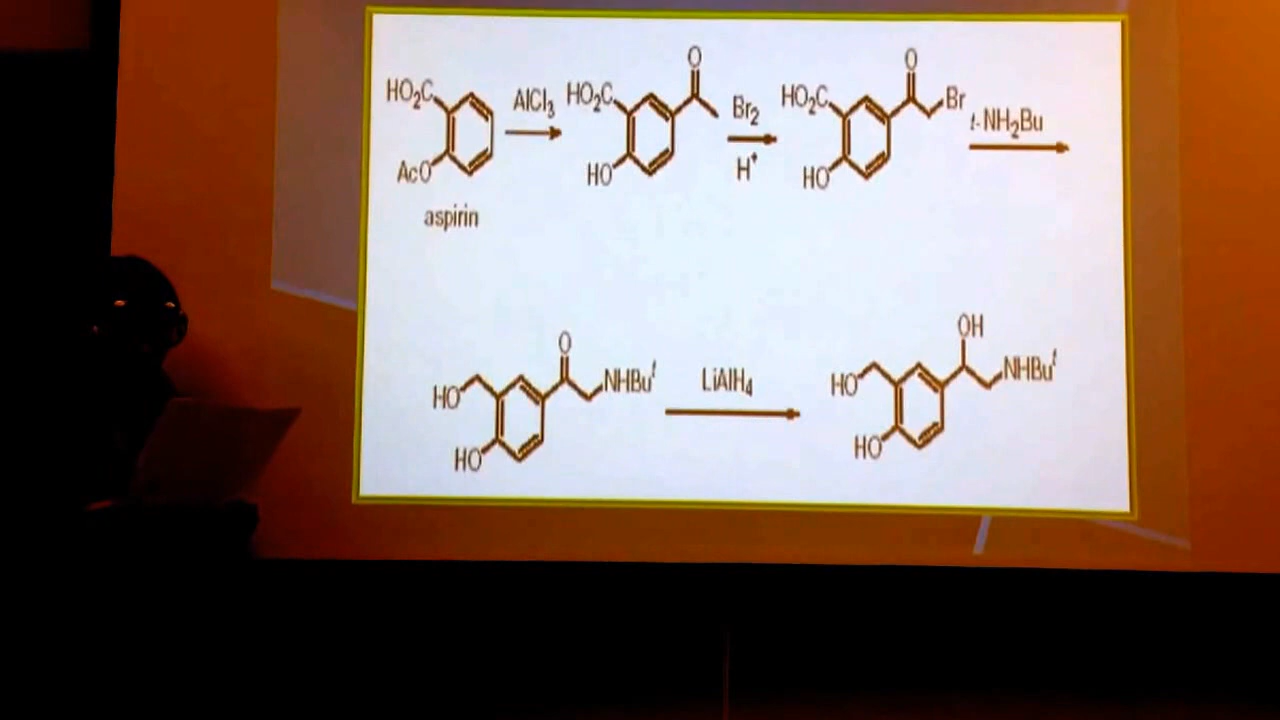 HO₂C
AcO
aspirin
AlCl₃
HO₂C
O
HO
Br₂
H⁺
HO₂C
O
Br
HO
t-NH₂Bu
HO
HO
O
NHBuᵗ
LiAlH₄
HO
HO
OH
NHBuᵗ